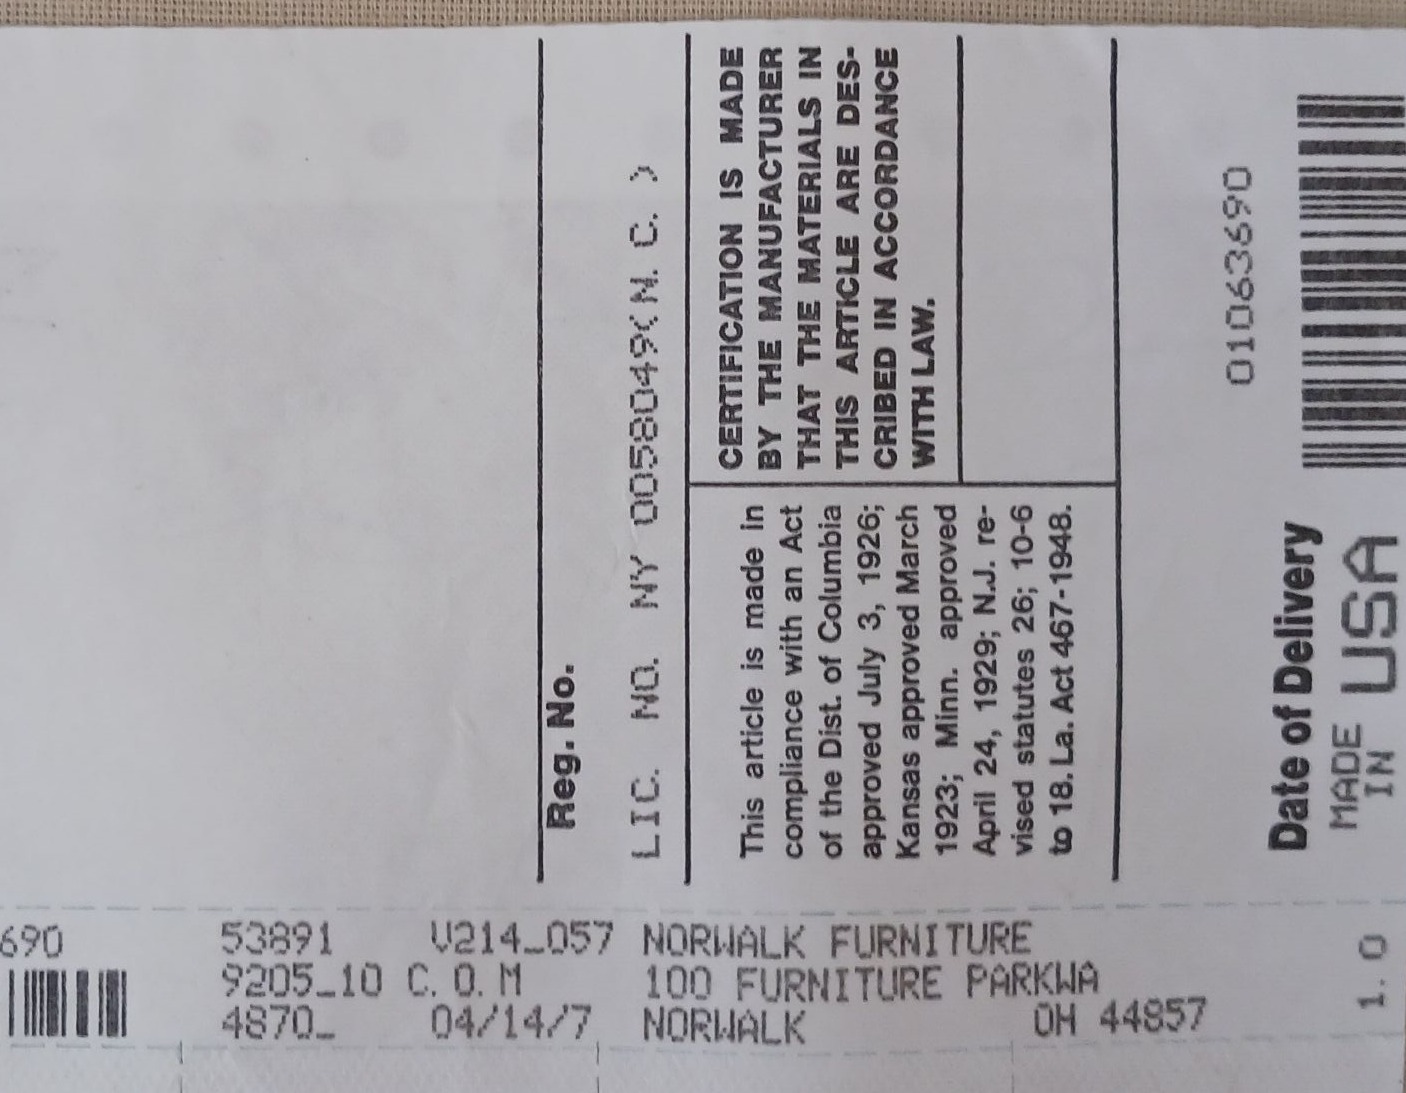 Reg. No.
LIC. NO. NY 0058049(N.C.)
This article is made in
compliance with an Act
of the Dist. of Columbia
approved July 3, 1926;
Kansas approved March
1923; Minn. approved
April 24, 1929; N.J. re-
vised statutes 26; 10-6
to 18. La. Act 467-1948.
CERTIFICATION IS MADE
BY THE MANUFACTURER
THAT THE MATERIALS IN
THIS ARTICLE ARE DES-
CRIBED IN ACCORDANCE
WITH LAW.
01063690
Date of Delivery
MADE
IN
USA
690
53891 V214_057 NORWALK FURNITURE
9205_10 C.O.M 100 FURNITURE PARKWA
4870_ 04/14/7 NORWALK OH 44857
1.0